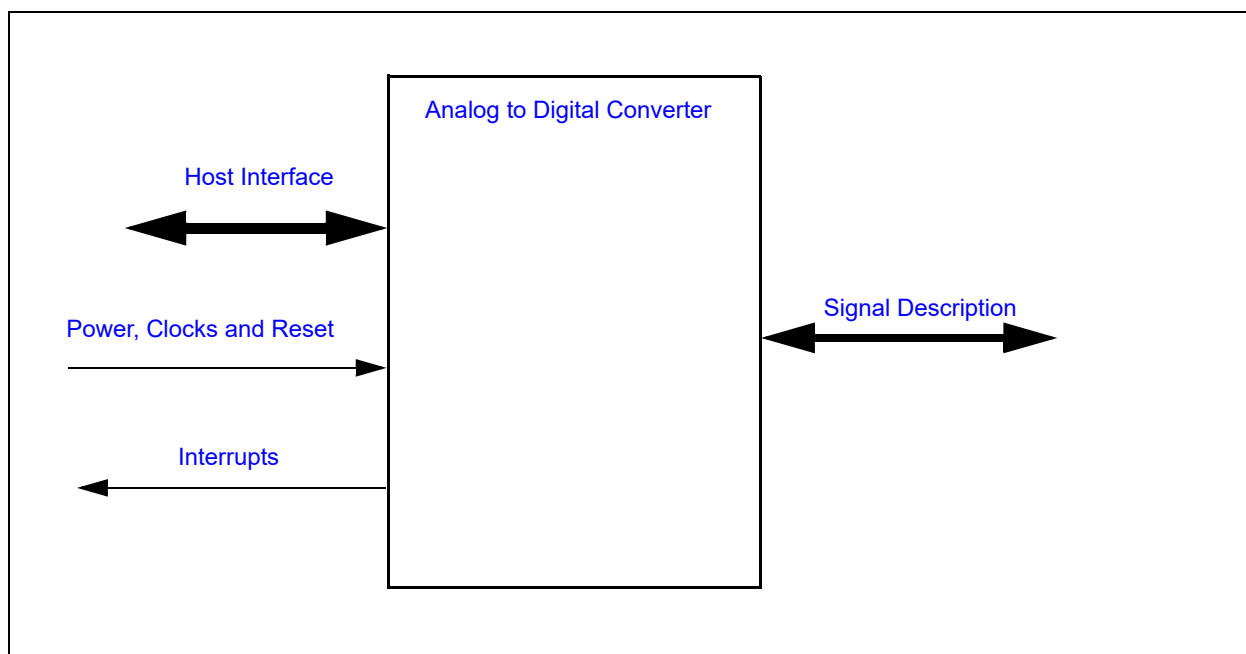 Analog to Digital Converter
Host Interface
Signal Description
Power, Clocks and Reset
Interrupts